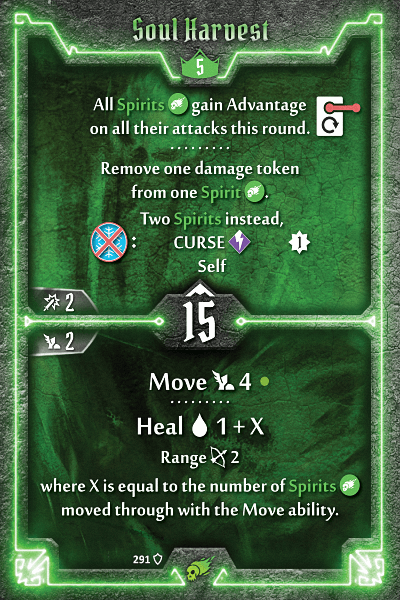 Soul Harvest
5
All Spirits gain Advantage
on all their attacks this round.
Remove one damage token
from one Spirit.
Two Spirits instead,
: CURSE 1
Self
2
15
2
Move 4
Heal 1 + X
Range 2
where X is equal to the number of Spirits
moved through with the Move ability.
291